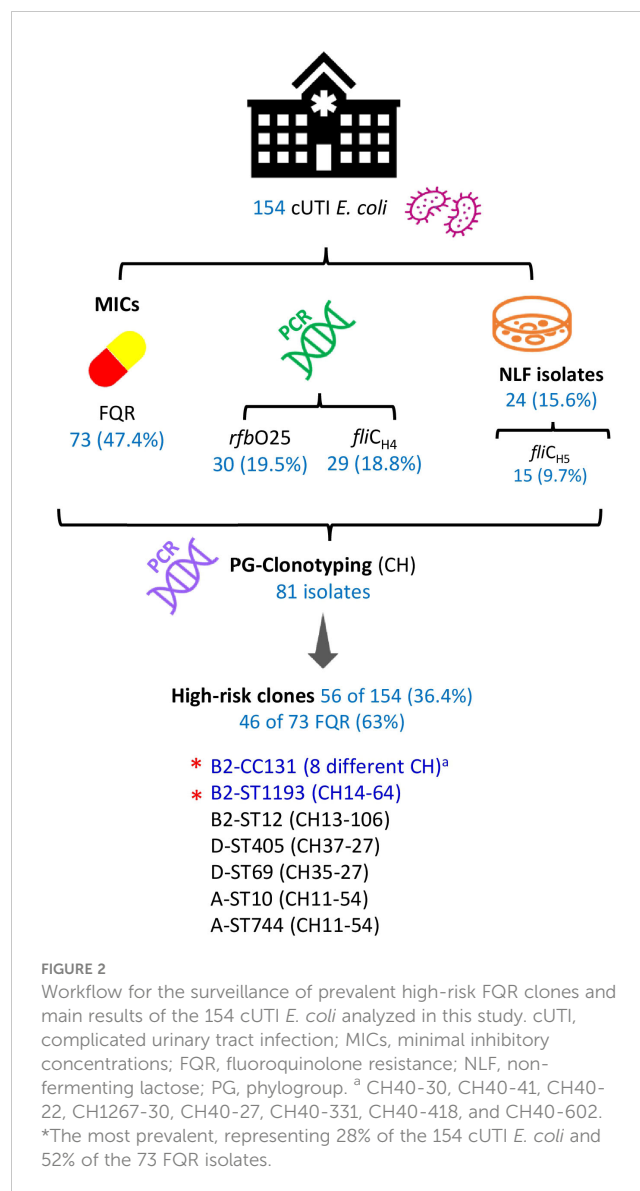 154 cUTI E. coli
MICs
PCR
FQR
73 (47.4%)
rfbO25
30 (19.5%)
fliC_H4
29 (18.8%)
NLF isolates
24 (15.6%)
fliC_H5
15 (9.7%)
PCR
PG-Clonotyping (CH)
81 isolates
High-risk clones 56 of 154 (36.4%)
46 of 73 FQR (63%)
* B2-CC131 (8 different CH)ᵃ
* B2-ST1193 (CH14-64)
B2-ST12 (CH13-106)
D-ST405 (CH37-27)
D-ST69 (CH35-27)
A-ST10 (CH11-54)
A-ST744 (CH11-54)
FIGURE 2
Workflow for the surveillance of prevalent high-risk FQR clones and
main results of the 154 cUTI E. coli analyzed in this study. cUTI,
complicated urinary tract infection; MICs, minimal inhibitory
concentrations; FQR, fluoroquinolone resistance; NLF, non-
fermenting lactose; PG, phylogroup. ᵃ CH40-30, CH40-41, CH40-
22, CH1267-30, CH40-27, CH40-331, CH40-418, and CH40-602.
*The most prevalent, representing 28% of the 154 cUTI E. coli and
52% of the 73 FQR isolates.